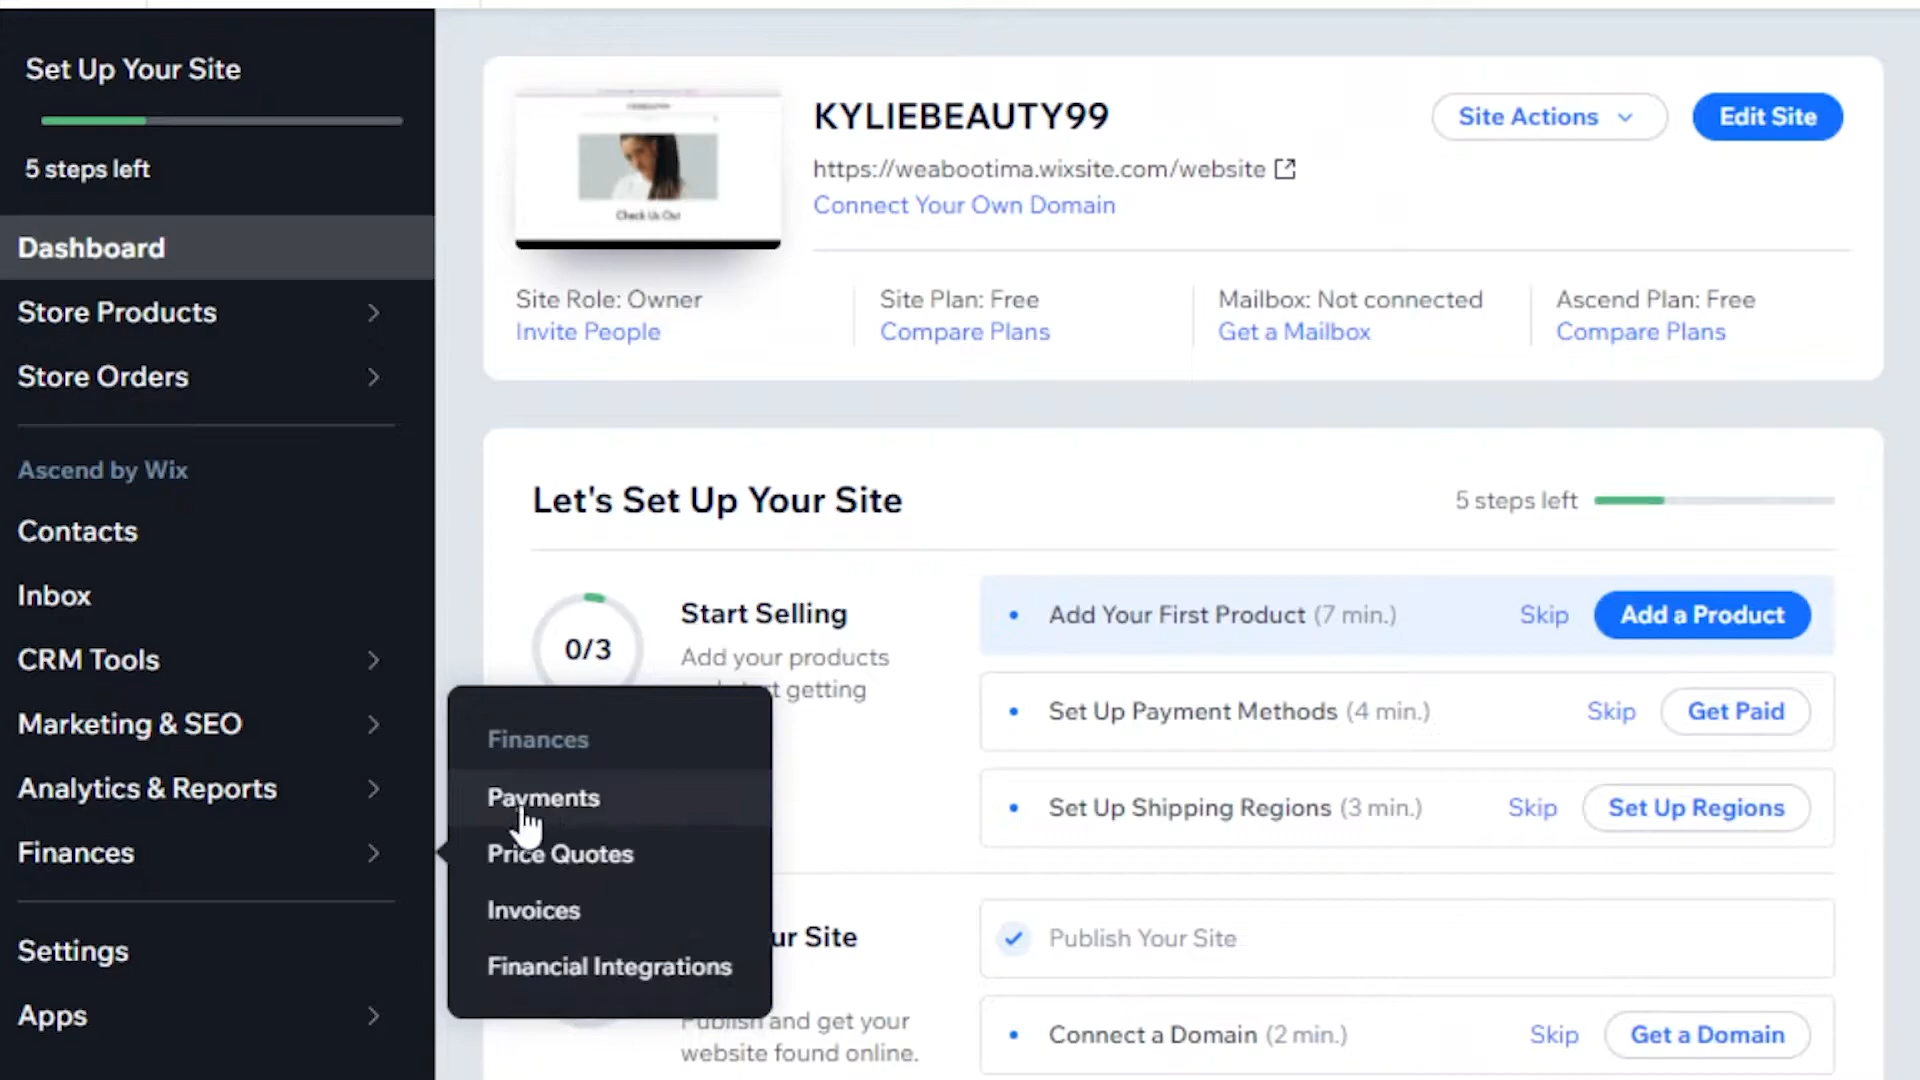 Set Up Your Site
5 steps left
Dashboard
Store Products
Store Orders
Ascend by Wix
Contacts
Inbox
CRM Tools
Marketing & SEO
Analytics & Reports
Finances
Settings
Apps
Check Us Out
KYLIEBEAUTY99
https://weabootima.wixsite.com/website
Connect Your Own Domain
Site Actions
Edit Site
Site Role: Owner
Invite People
Site Plan: Free
Compare Plans
Mailbox: Not connected
Get a Mailbox
Ascend Plan: Free
Compare Plans
Let's Set Up Your Site
5 steps left
0/3
Start Selling
Add your products
getting
Add Your First Product (7 min.)
Skip
Add a Product
Set Up Payment Methods (4 min.)
Skip
Get Paid
Set Up Shipping Regions (3 min.)
Skip
Set Up Regions
Finances
Payments
Price Quotes
Invoices
Financial Integrations
Site
Publish and get your
website found online.
Publish Your Site
Connect a Domain (2 min.)
Skip
Get a Domain